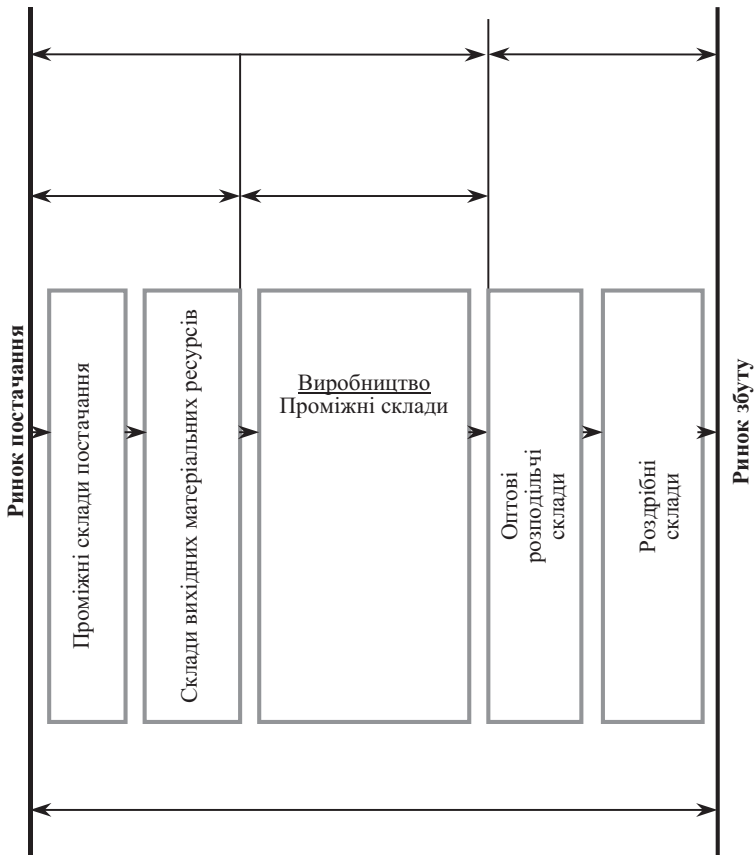 Ринок постачання
Проміжні склади постачання
Склади вихідних матеріальних ресурсів
Виробництво
Проміжні склади
Оптові
розподільчі
склади
Роздрібні
склади
Ринок збуту